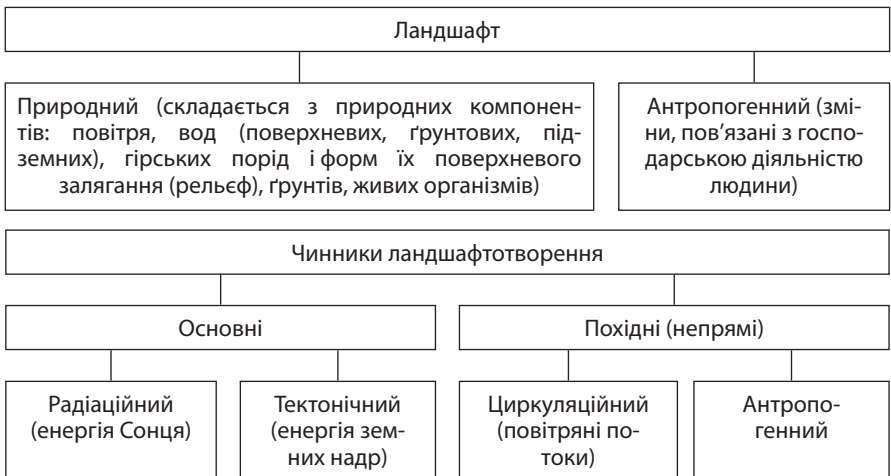 Ландшафт
Природний (складається з природних компонен-
тів: повітря, вод (поверхневих, ґрунтових, під-
земних), гірських порід і форм їх поверхневого
залягання (рельєф), ґрунтів, живих організмів)
Антропогенний (змі-
ни, пов’язані з госпо-
дарською діяльністю
людини)
Чинники ландшафтотворення
Основні
Похідні (непрямі)
Радіаційний
(енергія Сонця)
Тектонічний
(енергія зем-
них надр)
Циркуляційний
(повітряні по-
токи)
Антропо-
генний